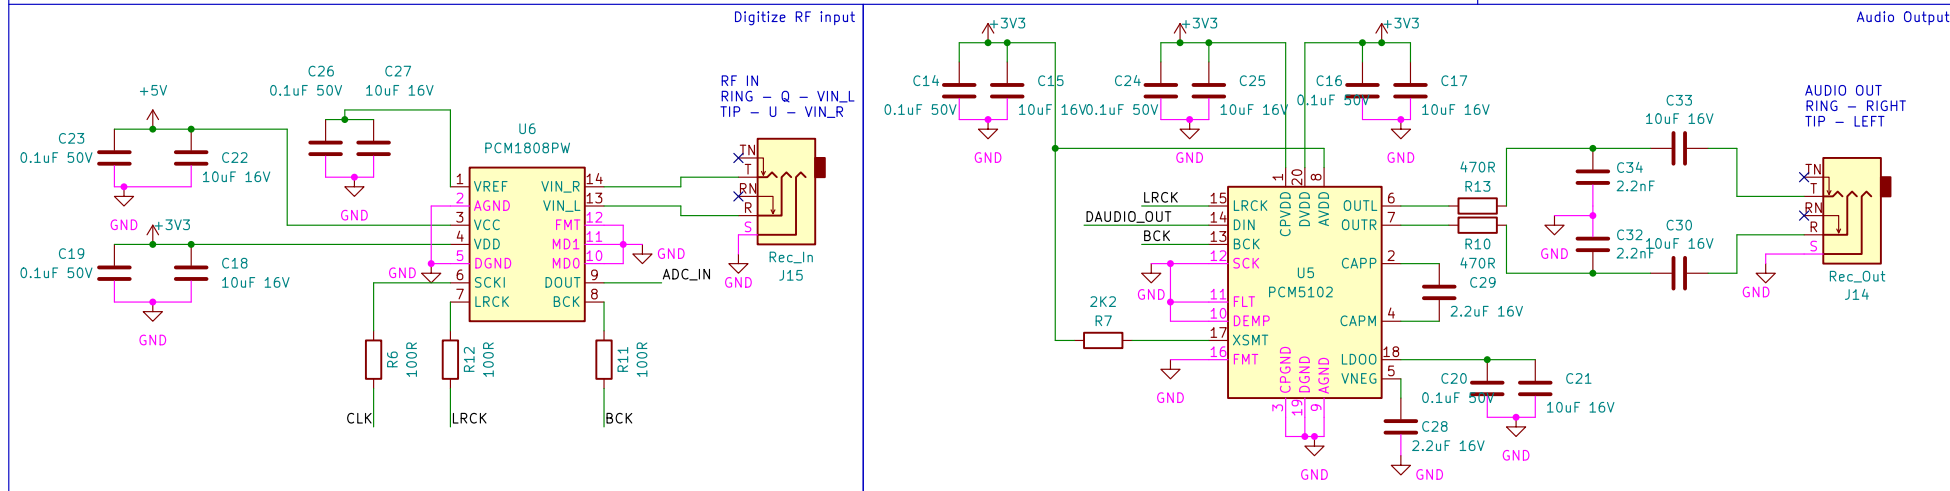 Digitize RF input
+5V
C23
0.1uF 50V
C22
10uF 16V
GND
C26
0.1uF 50V
C27
10uF 16V
GND
+3V3
C19
0.1uF 50V
C18
10uF 16V
GND
U6
PCM1808PW
1 VREF
2 AGND
3 VCC
4 VDD
5 DGND
6 SCKI
7 LRCK
VIN_R 14
VIN_L 13
FMT 12
MD1 11
MD0 10
DOUT 9
BCK 8
GND
GND
ADC_IN
R6
100R
R12
100R
R11
100R
CLK
LRCK
BCK
RF IN
RING – Q – VIN_L
TIP – U – VIN_R
TN
T
RN
R
S
GND
Rec_In
J15
Audio Output
+3V3
C14
0.1uF 50V
C15
10uF 16V
GND
+3V3
C24
0.1uF 50V
C25
10uF 16V
GND
+3V3
C16
0.1uF 50V
C17
10uF 16V
GND
LRCK
DAUDIO_OUT
BCK
GND
2K2
R7
GND
1 CPVDD
20 DVDD
8 AVDD
15 LRCK
14 DIN
13 BCK
12 SCK
11 FLT
10 DEMP
17 XSMT
16 FMT
U5
PCM5102
OUTL 6
OUTR 7
CAPP 2
CAPM 4
LDOO 18
VNEG 5
3 CPGND
19 DGND
9 AGND
GND
470R
R13
R10
470R
C29
2.2uF 16V
C20
0.1uF 50V
C21
10uF 16V
GND
C28
2.2uF 16V
GND
C34
2.2nF
C32
2.2nF
GND
C33
10uF 16V
C30
10uF 16V
AUDIO OUT
RING – RIGHT
TIP – LEFT
TN
T
RN
R
S
GND
Rec_Out
J14